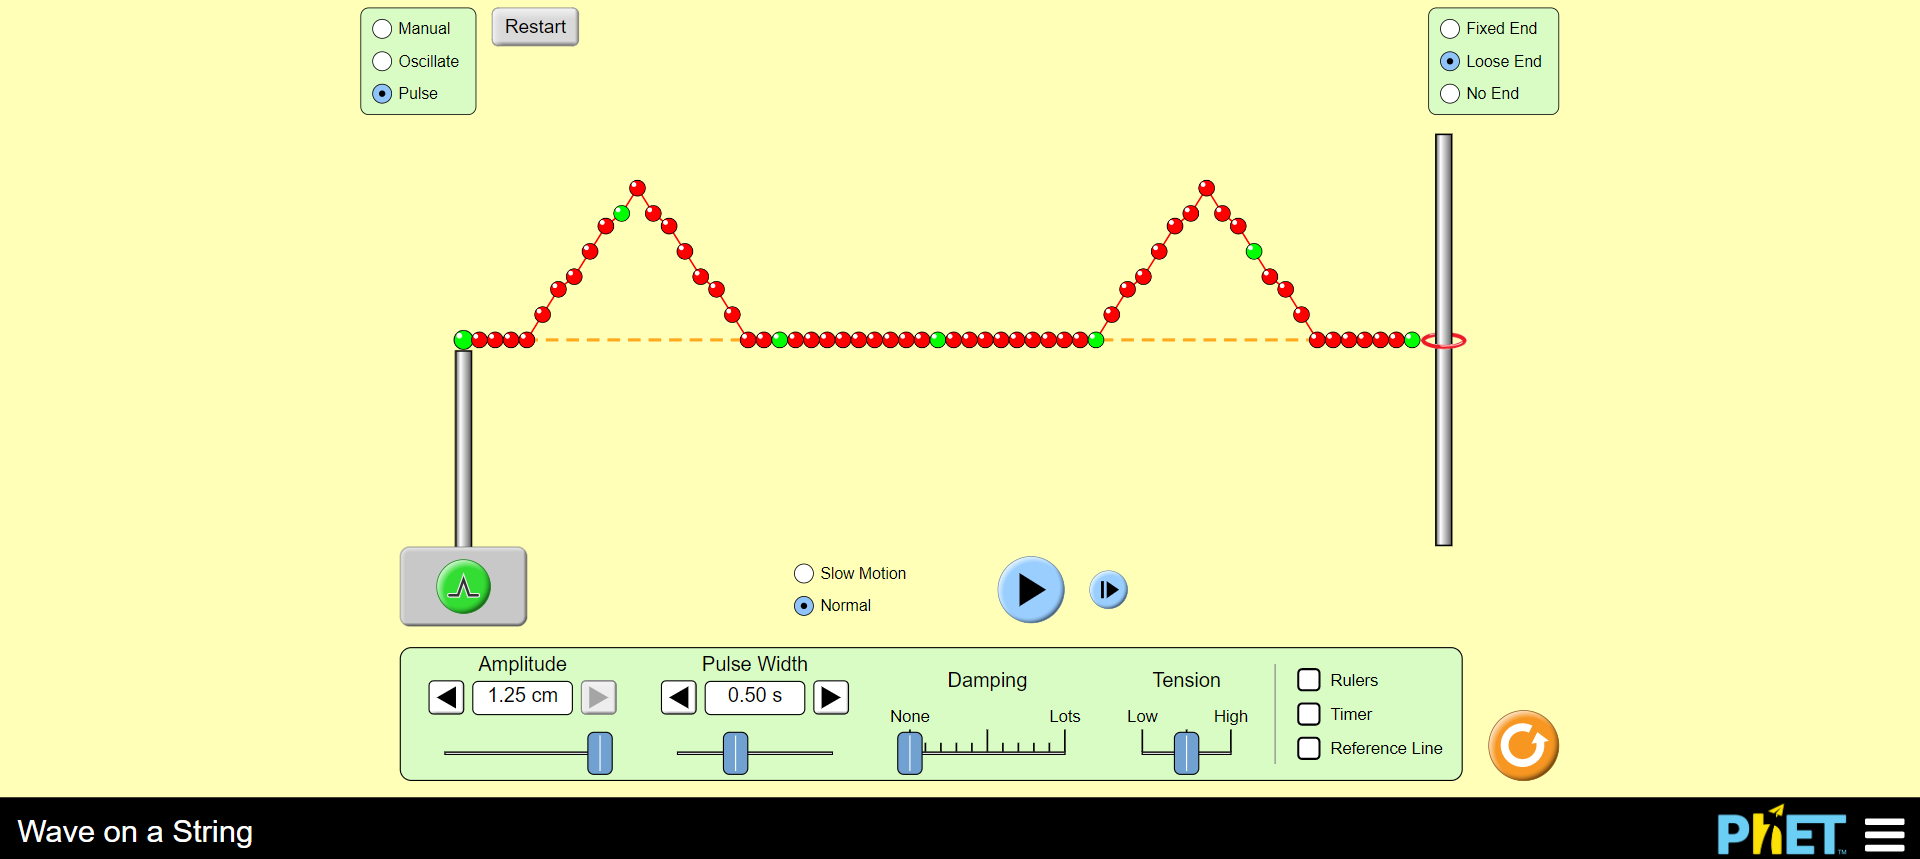 Manual
Oscillate
Pulse
Restart
Fixed End
Loose End
No End
Slow Motion
Normal
Amplitude
1.25 cm
Pulse Width
0.50 s
Damping
None
Lots
Tension
Low
High
Rulers
Timer
Reference Line
Wave on a String
PhET™